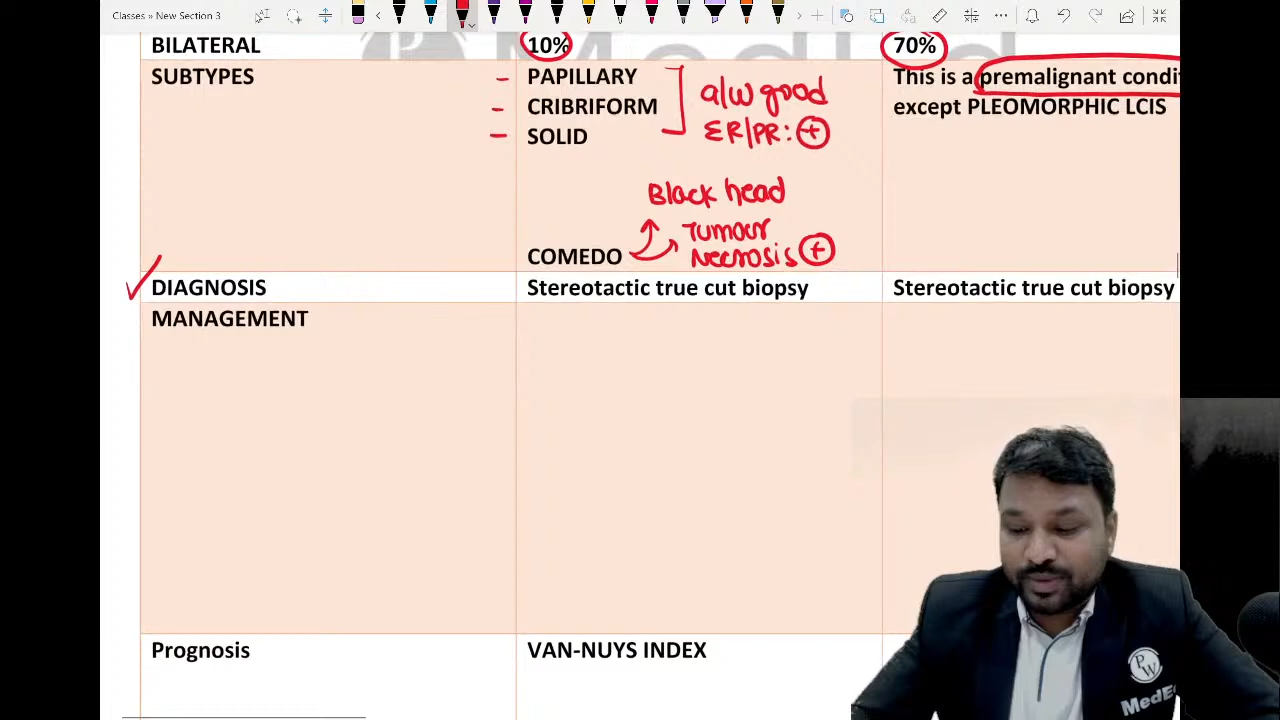 Classes » New Section 3
BILATERAL 10% 70%
SUBTYPES PAPILLARY This is a premalignant condi
CRIBRIFORM except PLEOMORPHIC LCIS
SOLID
a/w good
ER/PR: +
Black head
Tumour
Necrosis +
COMEDO
DIAGNOSIS Stereotactic true cut biopsy Stereotactic true cut biopsy
MANAGEMENT
Prognosis VAN-NUYS INDEX
PW
MedEd